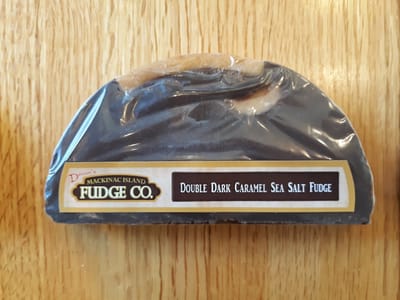 MACKINAC ISLAND
FUDGE CO.
DOUBLE DARK CARAMEL SEA SALT FUDGE